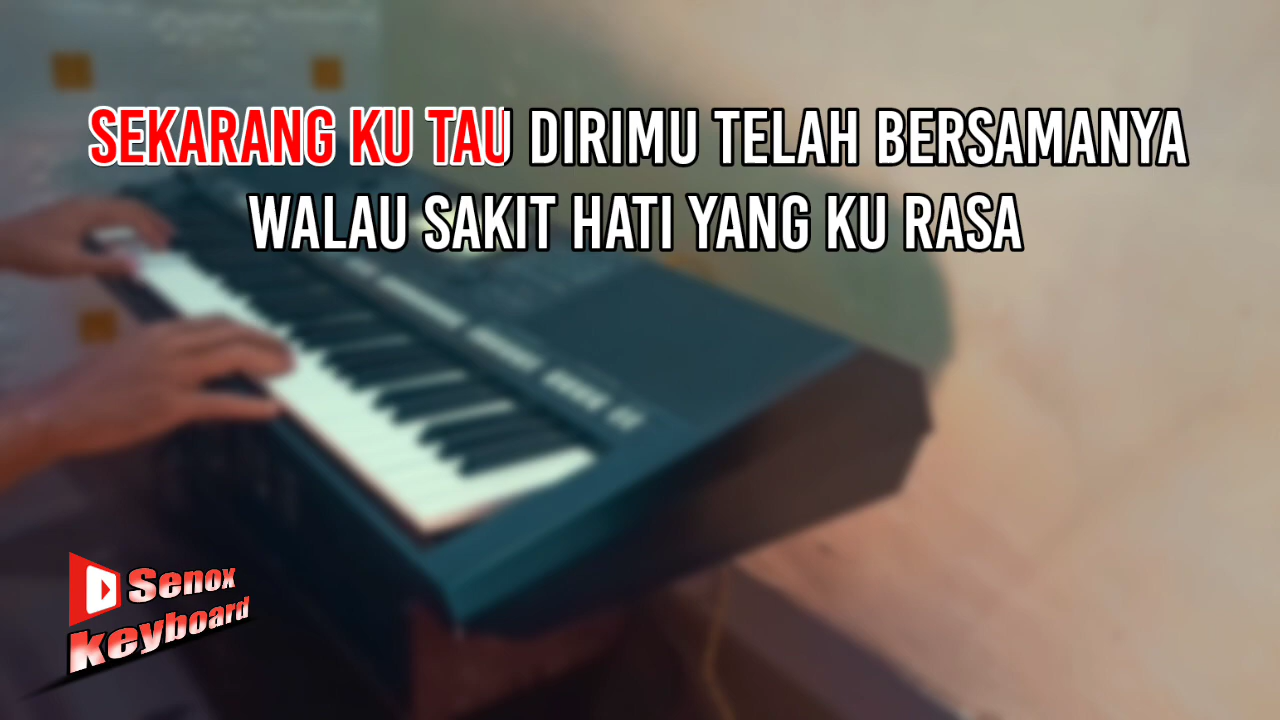 SEKARANG KU TAU DIRIMU TELAH BERSAMANYA
WALAU SAKIT HATI YANG KU RASA
Senox
keyboard